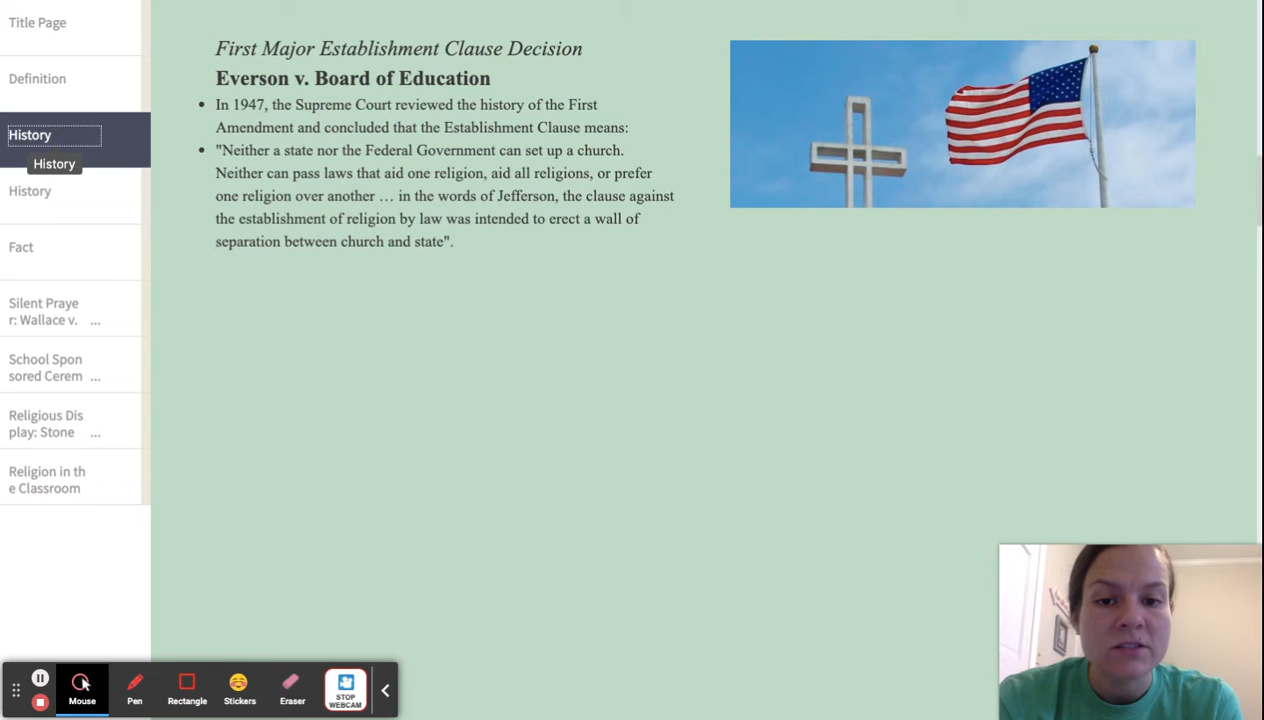 Title Page
Definition
History
History
History
Fact
Silent Praye
r: Wallace v. ...
School Spon
sored Cerem ...
Religious Dis
play: Stone ...
Religion in th
e Classroom
First Major Establishment Clause Decision
Everson v. Board of Education
• In 1947, the Supreme Court reviewed the history of the First
Amendment and concluded that the Establishment Clause means:
• "Neither a state nor the Federal Government can set up a church.
Neither can pass laws that aid one religion, aid all religions, or prefer
one religion over another … in the words of Jefferson, the clause against
the establishment of religion by law was intended to erect a wall of
separation between church and state".
Mouse
Pen
Rectangle
Stickers
Eraser
STOP
WEBCAM